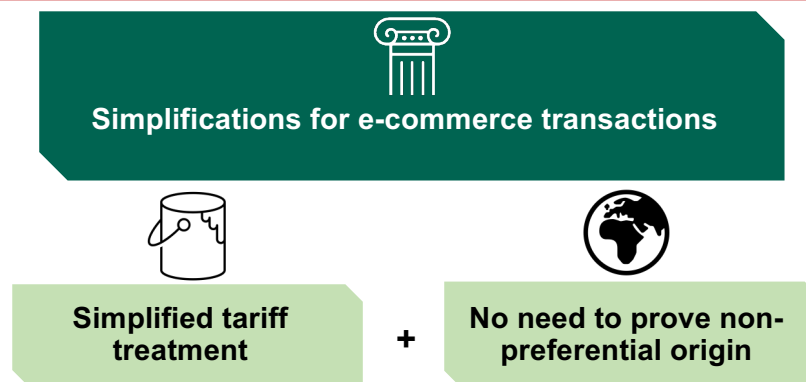 Simplifications for e-commerce transactions
Simplified tariff
treatment
+
No need to prove non-
preferential origin